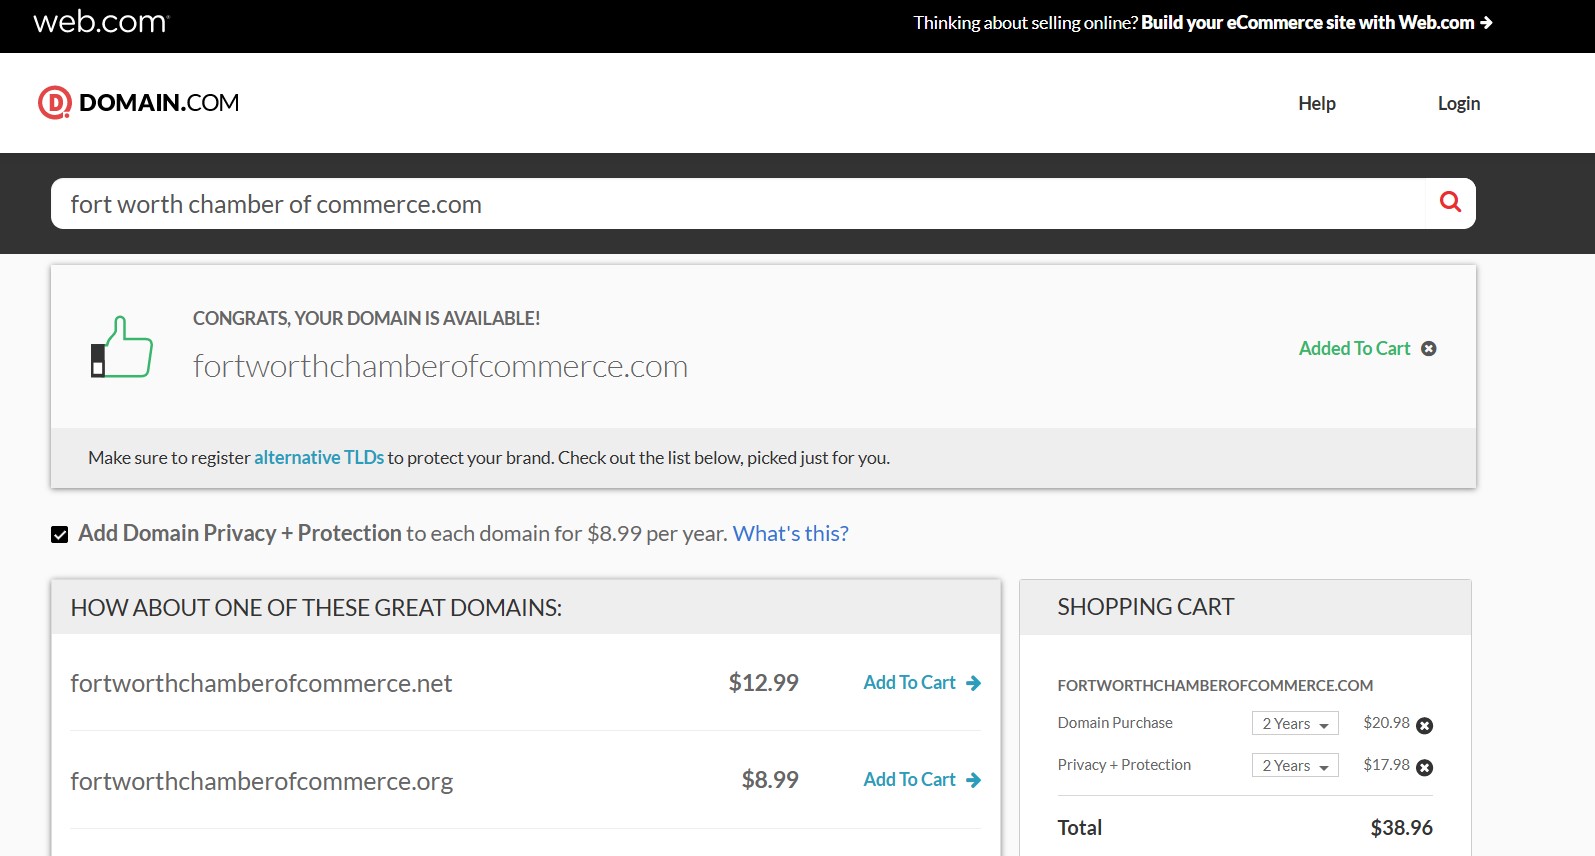 web.com
Thinking about selling online? Build your eCommerce site with Web.com
DOMAIN.COM
Help
Login
fort worth chamber of commerce.com
CONGRATS, YOUR DOMAIN IS AVAILABLE!
fortworthchamberofcommerce.com
Added To Cart
Make sure to register alternative TLDs to protect your brand. Check out the list below, picked just for you.
Add Domain Privacy + Protection to each domain for $8.99 per year. What's this?
HOW ABOUT ONE OF THESE GREAT DOMAINS:
fortworthchamberofcommerce.net $12.99 Add To Cart
fortworthchamberofcommerce.org $8.99 Add To Cart
SHOPPING CART
FORTWORTHCHAMBEROFCOMMERCE.COM
Domain Purchase 2 Years $20.98
Privacy + Protection 2 Years $17.98
Total $38.96